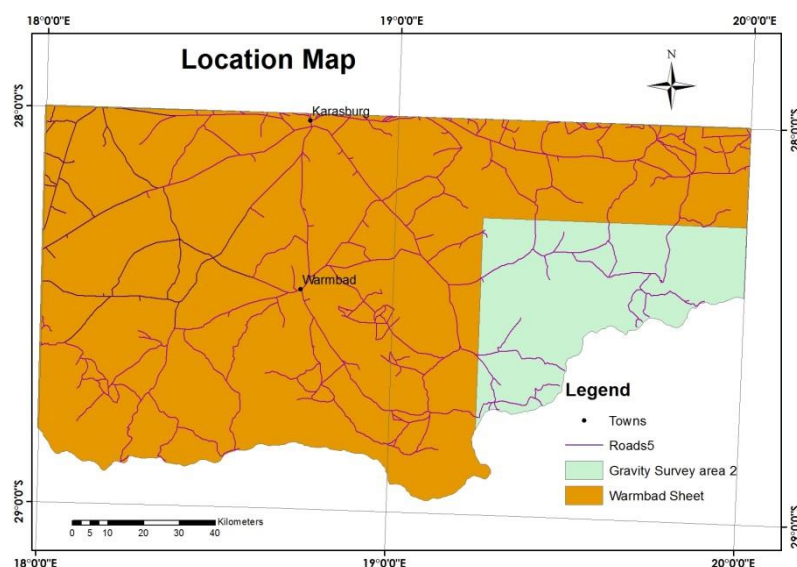 18°0'0"E
19°0'0"E
20°0'0"E
Location Map
N
28°0'0"S
28°0'0"S
Karasburg
Warmbad
Legend
Towns
Roads5
Gravity Survey area 2
Warmbad Sheet
29°0'0"S
29°0'0"S
Kilometers
0 5 10 20 30 40
18°0'0"E
19°0'0"E
20°0'0"E